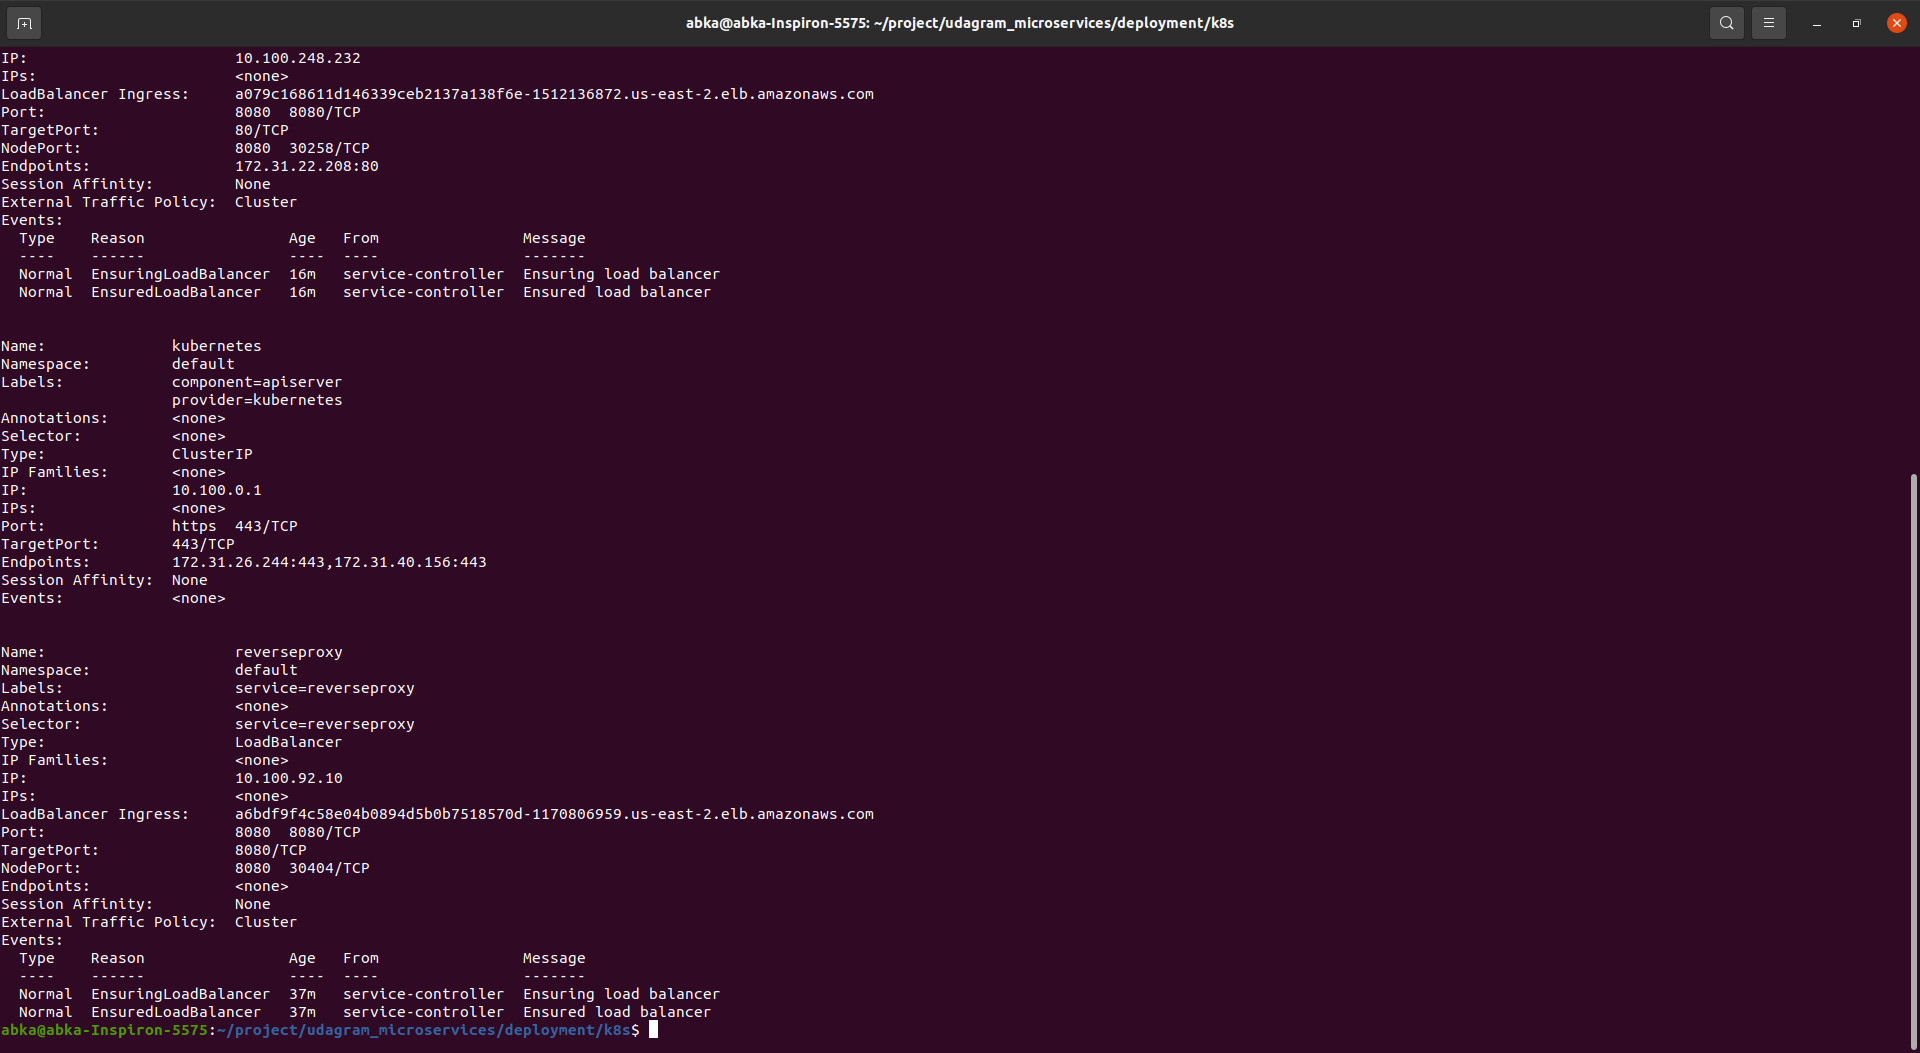 abka@abka-Inspiron-5575: ~/project/udagram_microservices/deployment/k8s
IP:                       10.100.248.232
IPs:                      <none>
LoadBalancer Ingress:     a079c168611d146339ceb2137a138f6e-1512136872.us-east-2.elb.amazonaws.com
Port:                     8080  8080/TCP
TargetPort:               80/TCP
NodePort:                 8080  30258/TCP
Endpoints:                172.31.22.208:80
Session Affinity:         None
External Traffic Policy:  Cluster
Events:
  Type    Reason                Age   From                Message
  ----    ------                ----  ----                -------
  Normal  EnsuringLoadBalancer  16m   service-controller  Ensuring load balancer
  Normal  EnsuredLoadBalancer   16m   service-controller  Ensured load balancer
Name:              kubernetes
Namespace:         default
Labels:            component=apiserver
                   provider=kubernetes
Annotations:       <none>
Selector:          <none>
Type:              ClusterIP
IP Families:       <none>
IP:                10.100.0.1
IPs:               <none>
Port:              https  443/TCP
TargetPort:        443/TCP
Endpoints:         172.31.26.244:443,172.31.40.156:443
Session Affinity:  None
Events:            <none>
Name:                     reverseproxy
Namespace:                default
Labels:                   service=reverseproxy
Annotations:              <none>
Selector:                 service=reverseproxy
Type:                     LoadBalancer
IP Families:              <none>
IP:                       10.100.92.10
IPs:                      <none>
LoadBalancer Ingress:     a6bdf9f4c58e04b0894d5b0b7518570d-1170806959.us-east-2.elb.amazonaws.com
Port:                     8080  8080/TCP
TargetPort:               8080/TCP
NodePort:                 8080  30404/TCP
Endpoints:                <none>
Session Affinity:         None
External Traffic Policy:  Cluster
Events:
  Type    Reason                Age   From                Message
  ----    ------                ----  ----                -------
  Normal  EnsuringLoadBalancer  37m   service-controller  Ensuring load balancer
  Normal  EnsuredLoadBalancer   37m   service-controller  Ensured load balancer
abka@abka-Inspiron-5575:~/project/udagram_microservices/deployment/k8s$